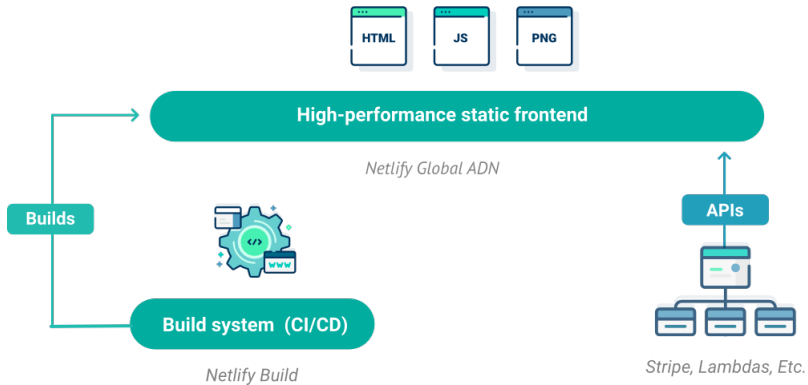 HTML
JS
PNG
High-performance static frontend
Netlify Global ADN
Builds
APIs
</>
www
Build system (CI/CD)
Netlify Build
Stripe, Lambdas, Etc.